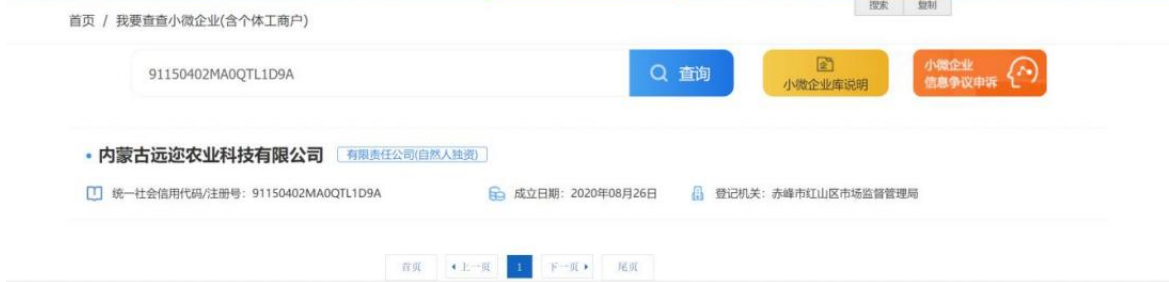 搜索 复制
首页 / 我要查查小微企业(含个体工商户)
91150402MA0QTL1D9A 查询 小微企业库说明 小微企业
信息争议申诉
• 内蒙古远迩农业科技有限公司 有限责任公司(自然人独资)
统一社会信用代码/注册号: 91150402MA0QTL1D9A 成立日期: 2020年08月26日 登记机关: 赤峰市红山区市场监督管理局
首页 上一页 1 下一页 尾页